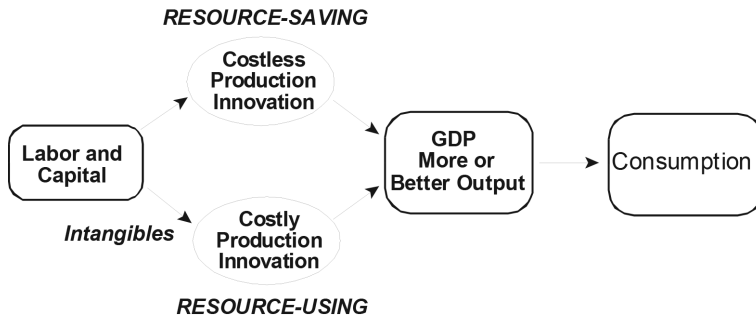 RESOURCE-SAVING
Costless
Production
Innovation
Labor and
Capital
GDP
More or
Better Output
Consumption
Intangibles
Costly
Production
Innovation
RESOURCE-USING